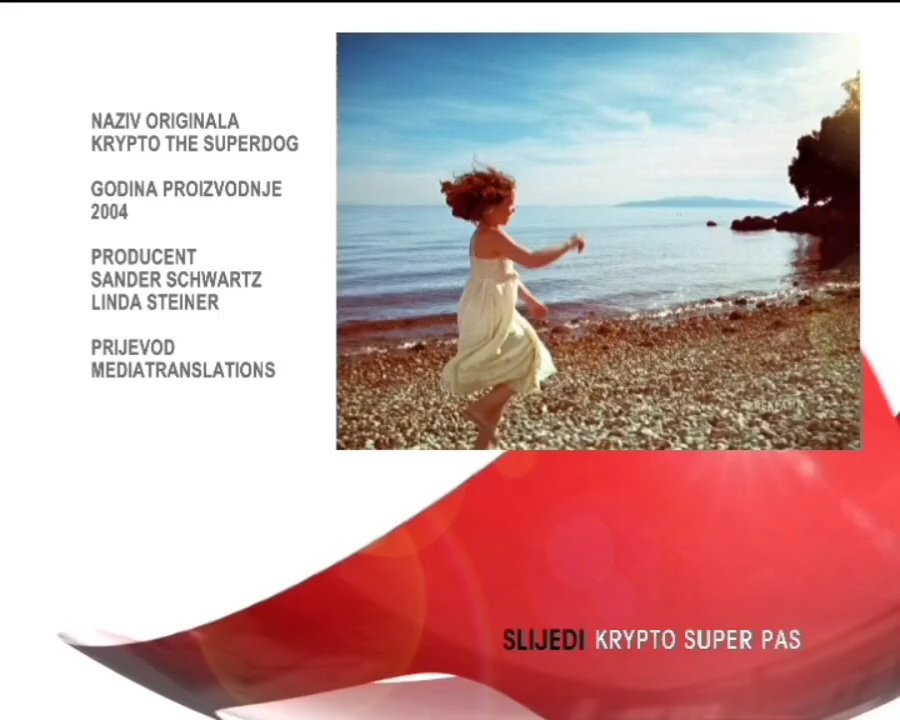 NAZIV ORIGINALA
KRYPTO THE SUPERDOG
GODINA PROIZVODNJE
2004
PRODUCENT
SANDER SCHWARTZ
LINDA STEINER
PRIJEVOD
MEDIATRANSLATIONS
SLIJEDI KRYPTO SUPER PAS